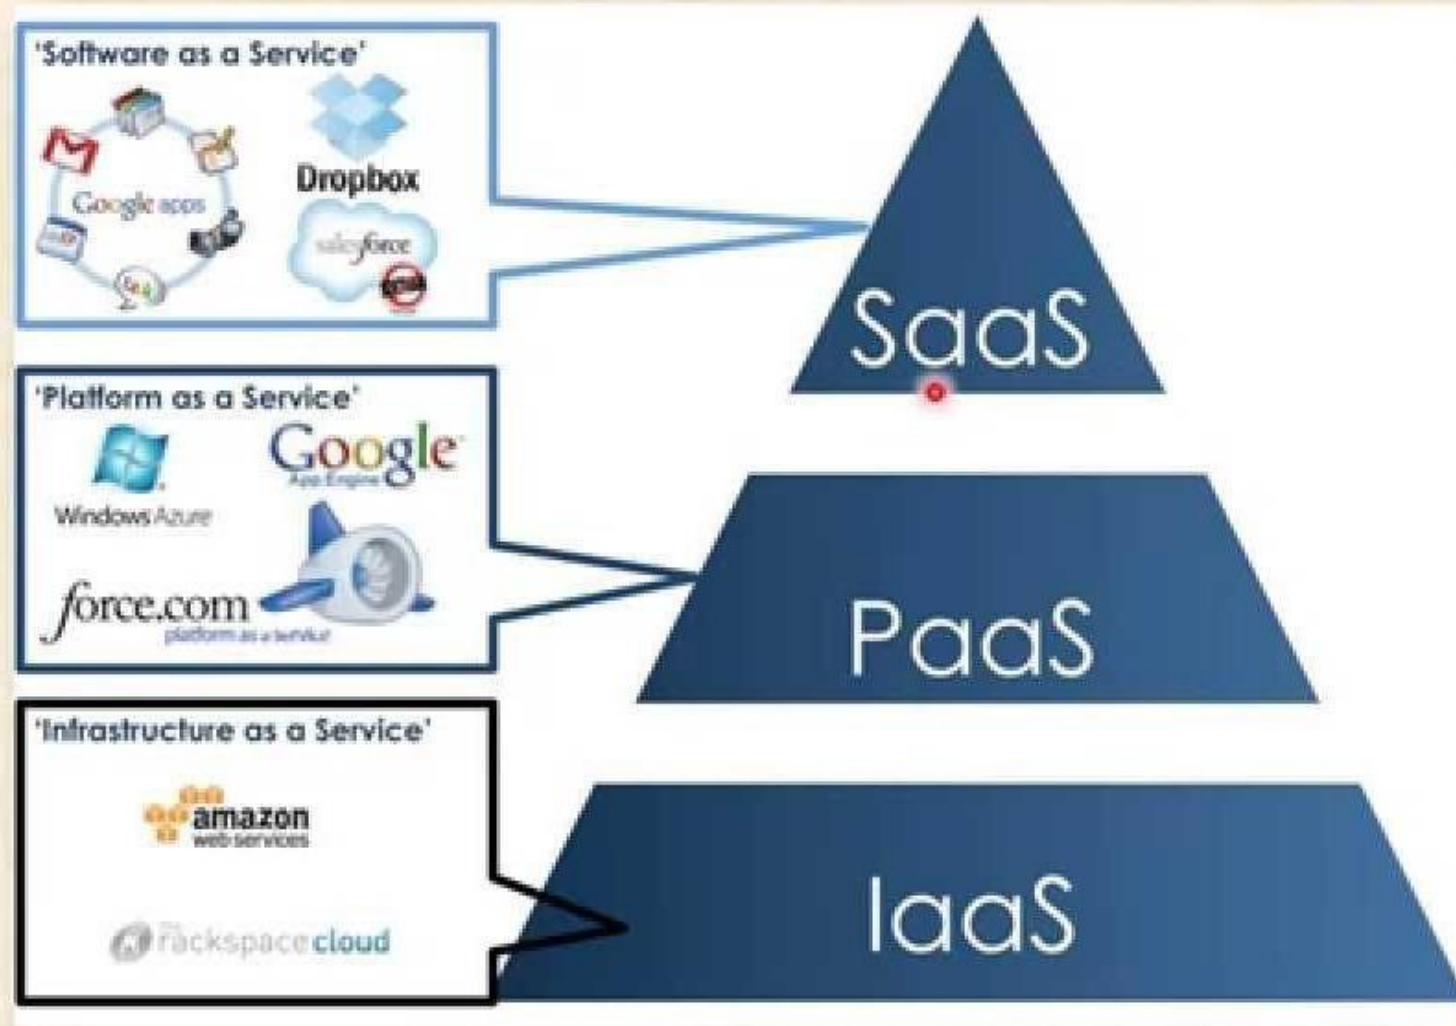 'Software as a Service'
Google apps
Dropbox
salesforce
SaaS
'Platform as a Service'
Google
App Engine
Windows Azure
force.com
platform as a service
PaaS
'Infrastructure as a Service'
amazon
web services
rackspace cloud
IaaS